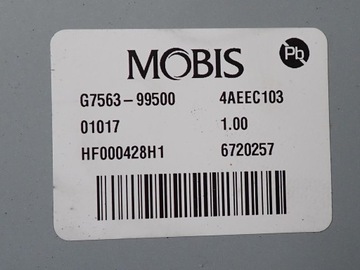 Pb
MOBIS
G7563-99500 4AEEC103
01017 1.00
HF000428H1 6720257